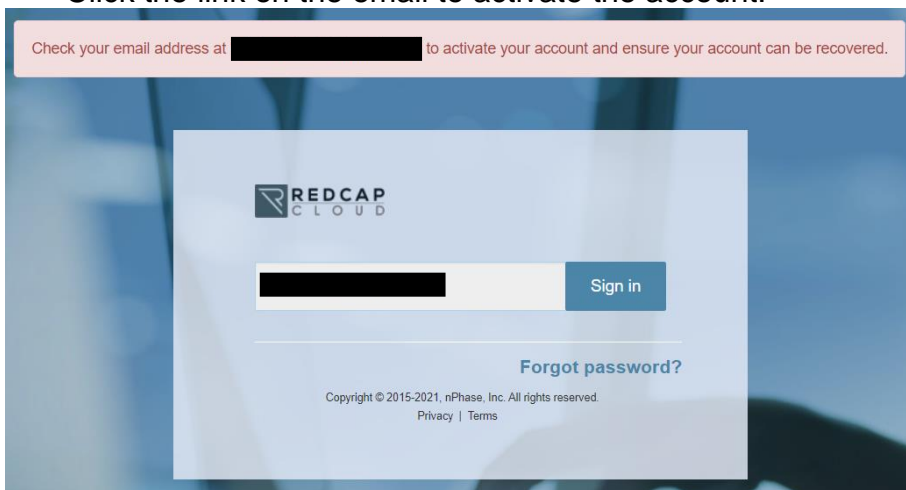 Click the link on the email to activate the account.
Check your email address at to activate your account and ensure your account can be recovered.
REDCAP
CLOUD
Sign in
Forgot password?
Copyright © 2015-2021, nPhase, Inc. All rights reserved.
Privacy | Terms